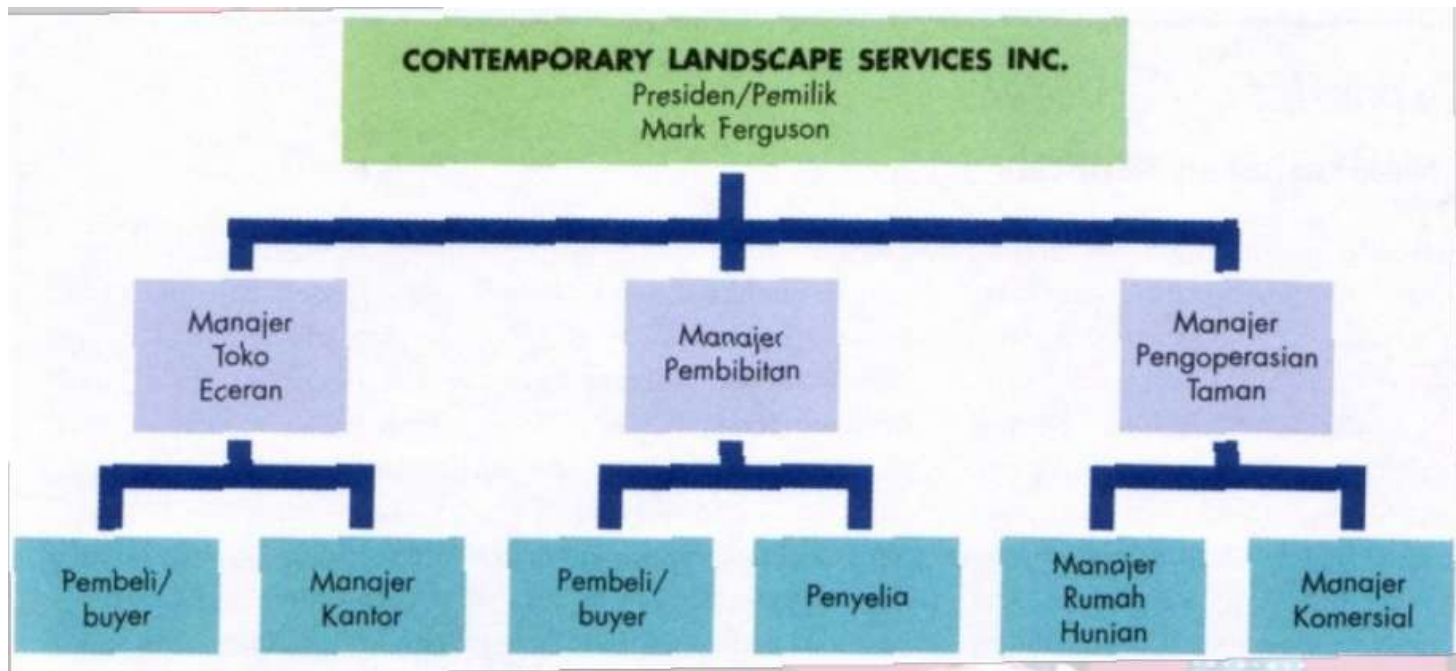 CONTEMPORARY LANDSCAPE SERVICES INC.
Presiden/Pemilik
Mark Ferguson
Manajer
Toko
Eceran
Manajer
Pembibitan
Manajer
Pengoperasian
Taman
Pembeli/
buyer
Manajer
Kantor
Pembeli/
buyer
Penyelia
Manajer
Rumah
Hunian
Manajer
Komersial